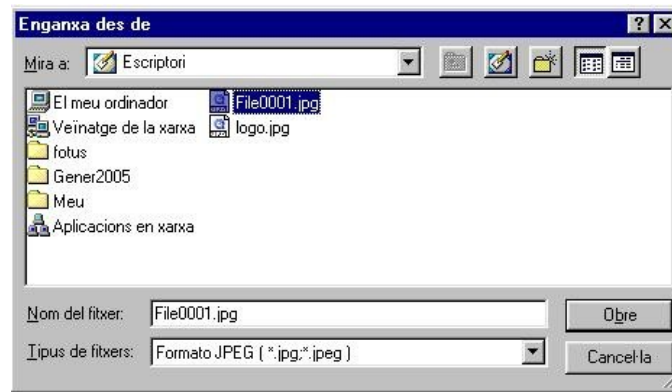 Enganxa des de
Mira a: Escriptori
El meu ordinador
Veïnatge de la xarxa
fotus
Gener2005
Meu
Aplicacions en xarxa
File0001.jpg
logo.jpg
Nom del fitxer: File0001.jpg
Obre
Tipus de fitxers: Formato JPEG ( *.jpg;*.jpeg )
Cancel·la